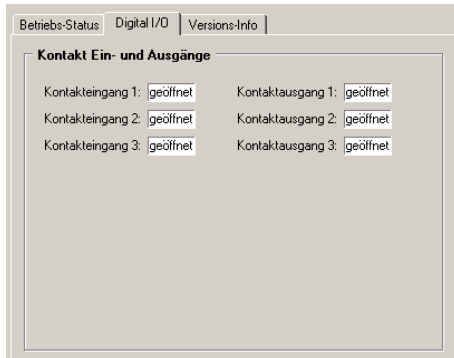 Betriebs-Status Digital I/O Versions-Info
Kontakt Ein- und Ausgänge
Kontakteingang 1: geöffnet Kontaktausgang 1: geöffnet
Kontakteingang 2: geöffnet Kontaktausgang 2: geöffnet
Kontakteingang 3: geöffnet Kontaktausgang 3: geöffnet